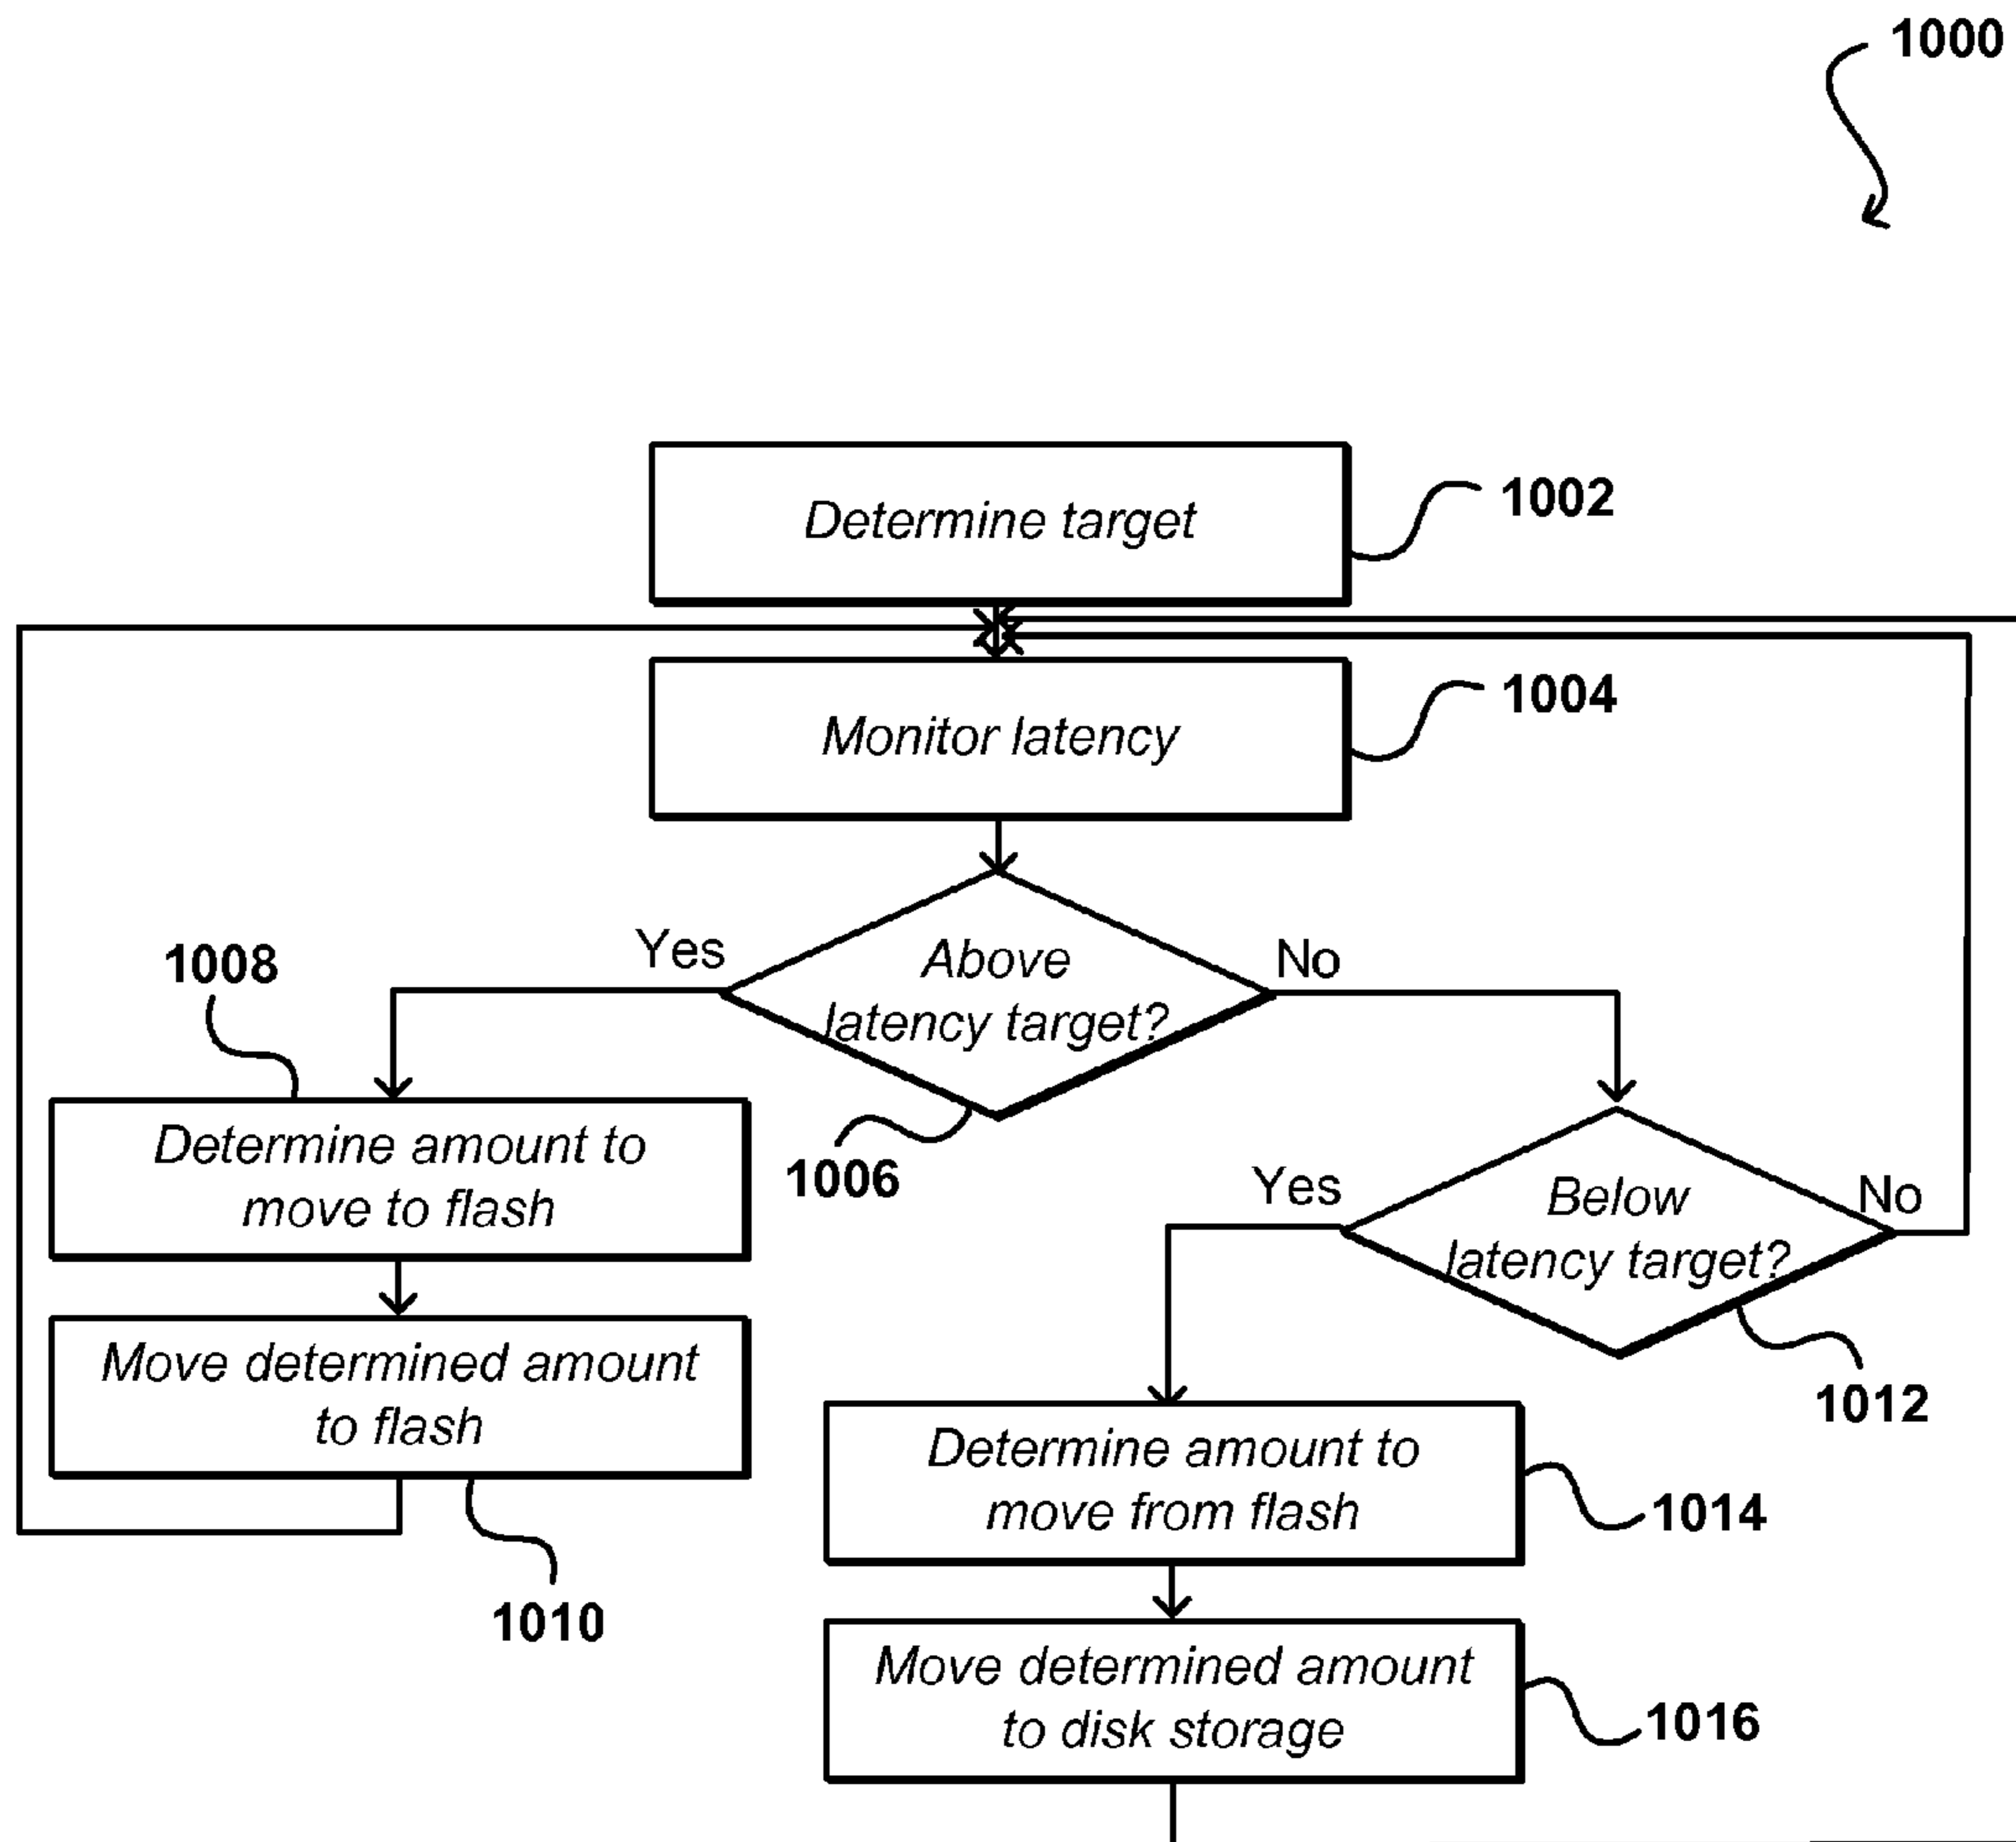 1000
Determine target
1002
Monitor latency
1004
Yes
Above
latency target?
No
1008
1006
Determine amount to
move to flash
Yes
Below
latency target?
No
Move determined amount
to flash
1012
Determine amount to
move from flash
1014
1010
Move determined amount
to disk storage
1016